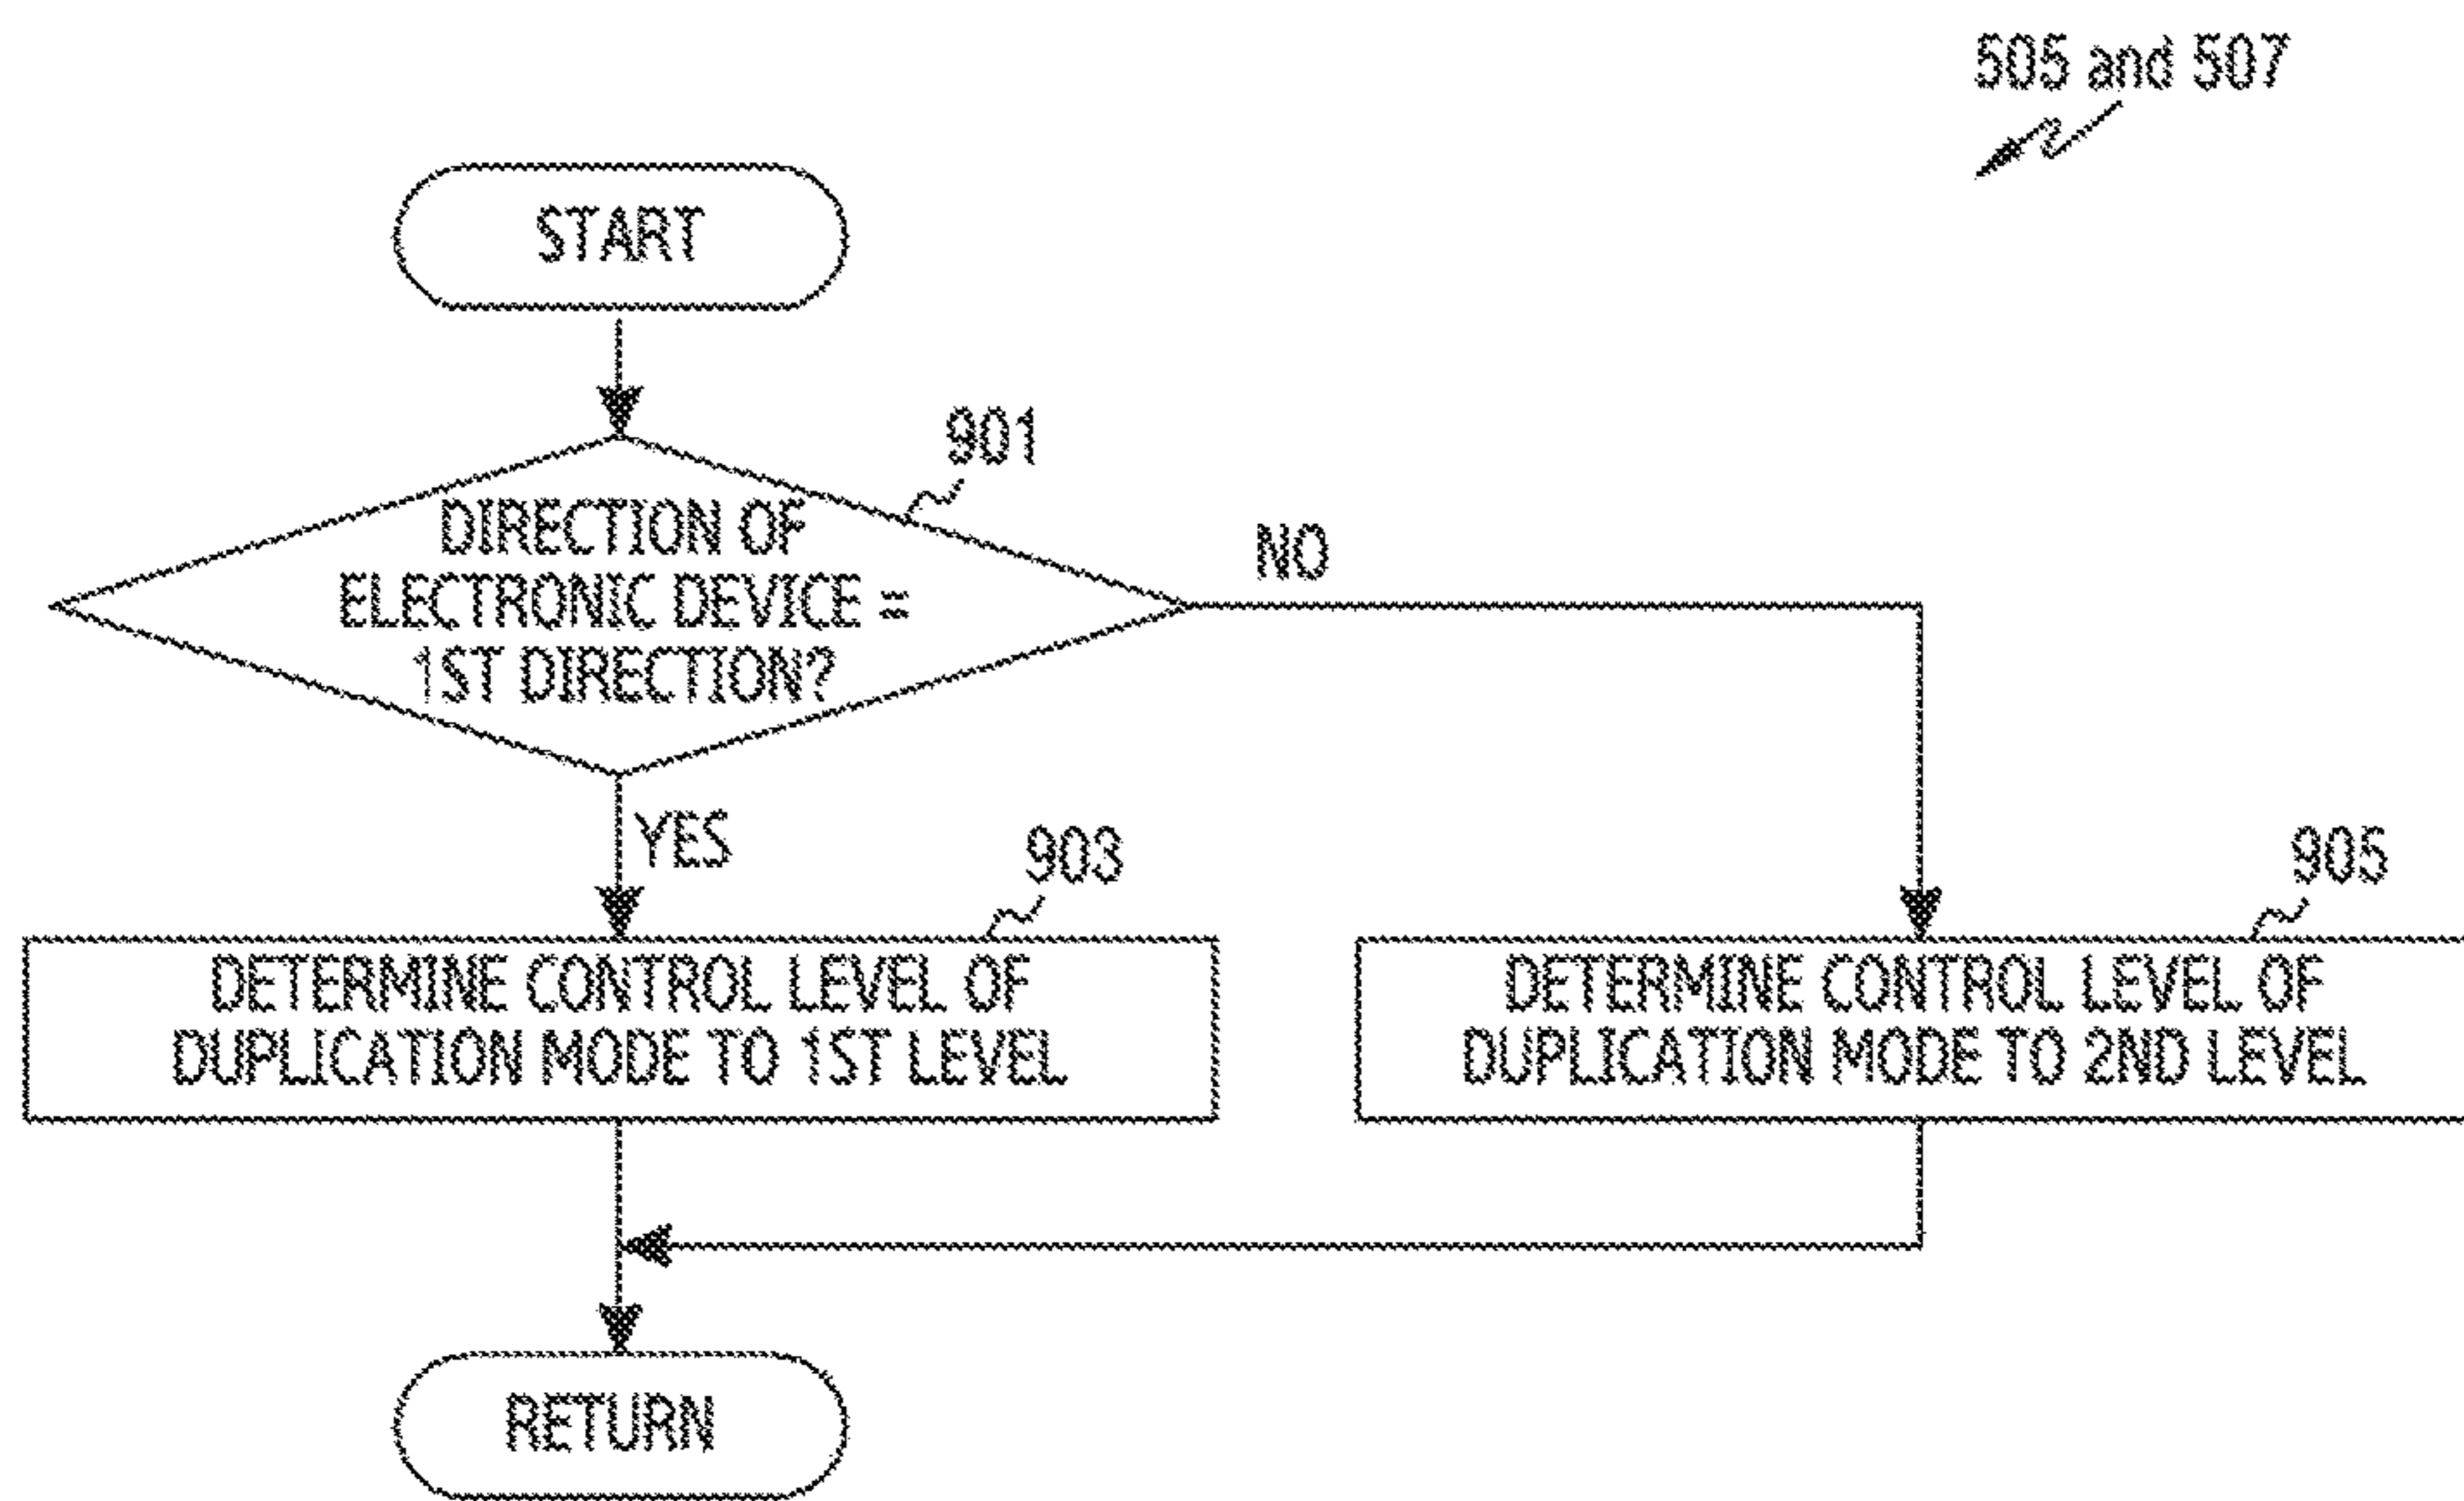 505 and 507
START
901
DIRECTION OF
ELECTRONIC DEVICE =
1ST DIRECTION?
NO
YES
903
DETERMINE CONTROL LEVEL OF
DUPLICATION MODE TO 1ST LEVEL
905
DETERMINE CONTROL LEVEL OF
DUPLICATION MODE TO 2ND LEVEL
RETURN